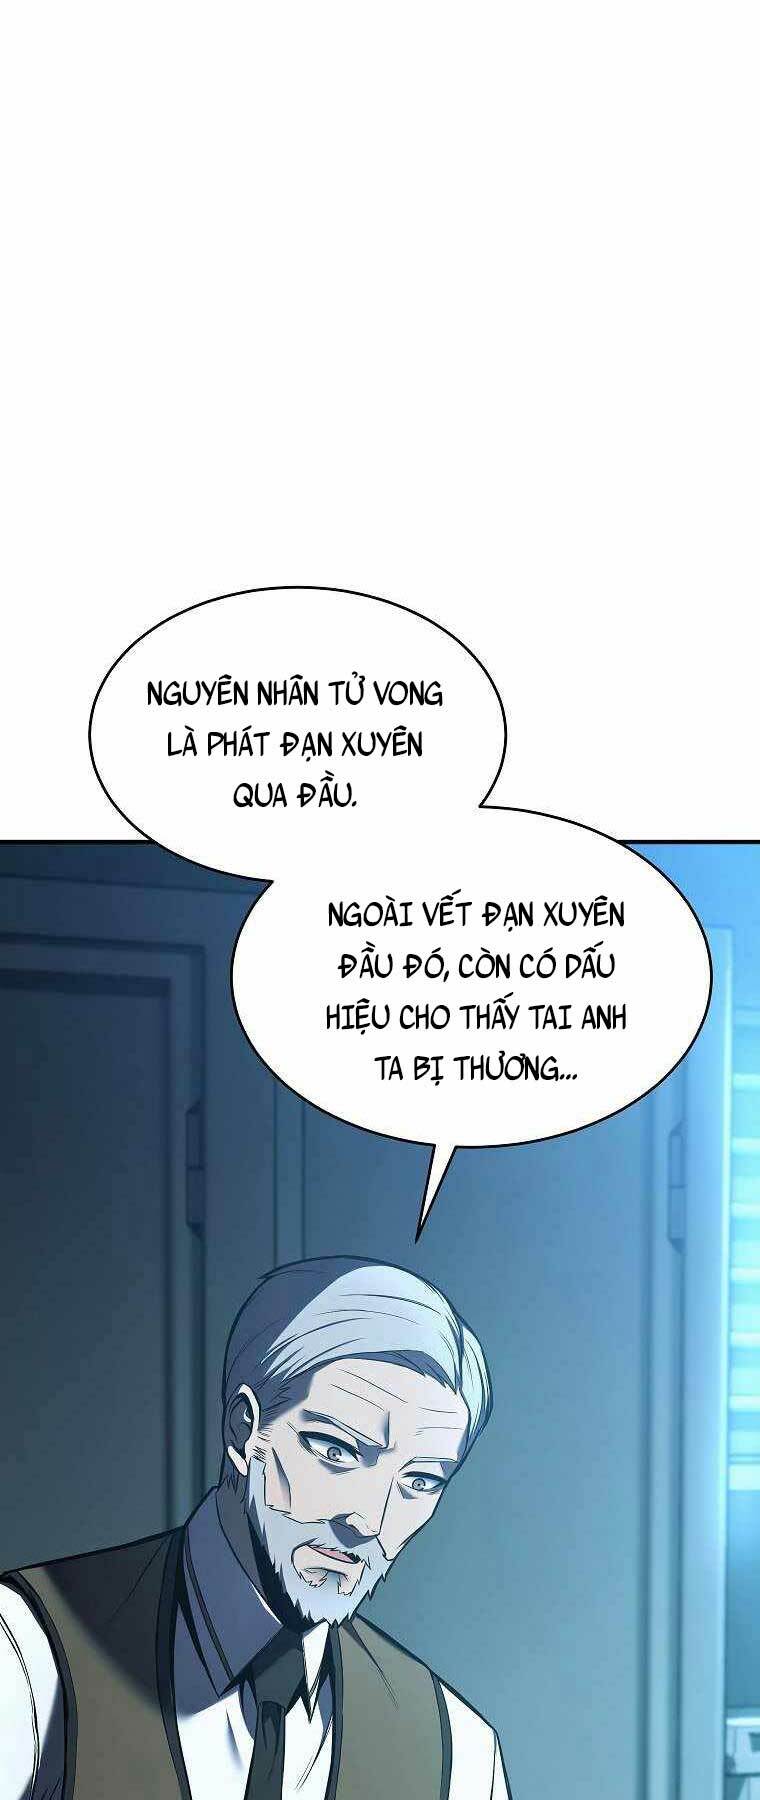 NGUYÊN NHÂN TỬ VONG
LÀ PHÁT ĐẠN XUYÊN
QUA ĐẦU.
NGOÀI VẾT ĐẠN XUYÊN
ĐẦU ĐÓ, CÒN CÓ DẤU
HIỆU CHO THẤY TAI ANH
TA BỊ THƯƠNG...